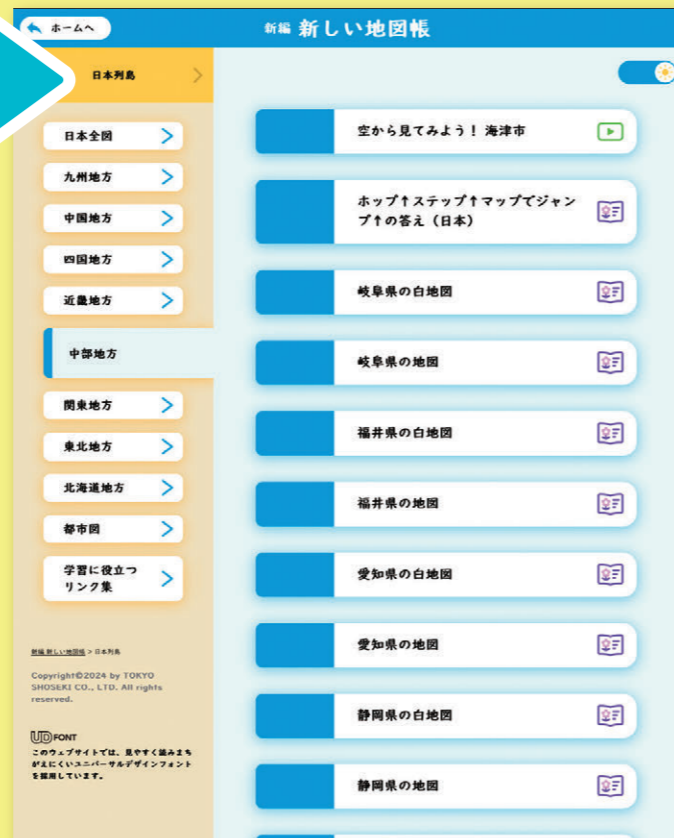 ホームへ
新編 新しい地図帳
日本列島
日本全図
九州地方
中国地方
四国地方
近畿地方
中部地方
関東地方
東北地方
北海道地方
都市図
学習に役立つ
リンク集
新編 新しい地図帳 > 日本列島
Copyright©2024 by TOKYO
SHOSEKI CO., LTD. All rights
reserved.
UD FONT
このウェブサイトでは、見やすく読みまち
がえにくいユニバーサルデザインフォント
を採用しています。
空から見てみよう! 海津市
ホップ↑ステップ↑マップでジャン
プ↑の答え(日本)
岐阜県の白地図
岐阜県の地図
福井県の白地図
福井県の地図
愛知県の白地図
愛知県の地図
静岡県の白地図
静岡県の地図